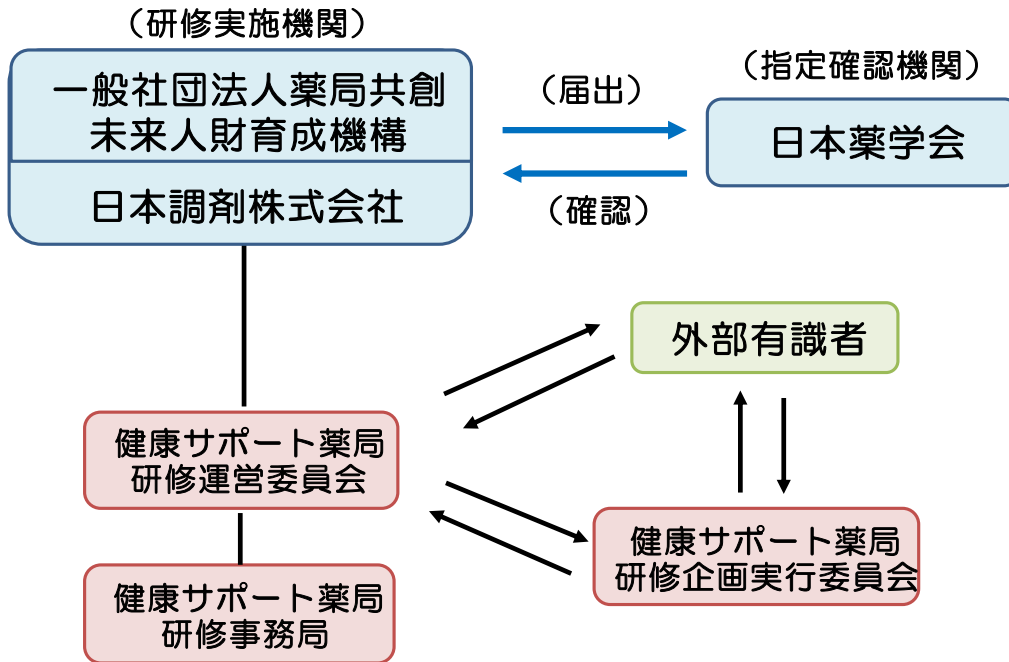 （研修実施機関）
一般社団法人薬局共創
未来人財育成機構
日本調剤株式会社
（届出）
（確認）
（指定確認機関）
日本薬学会
外部有識者
健康サポート薬局
研修運営委員会
健康サポート薬局
研修企画実行委員会
健康サポート薬局
研修事務局